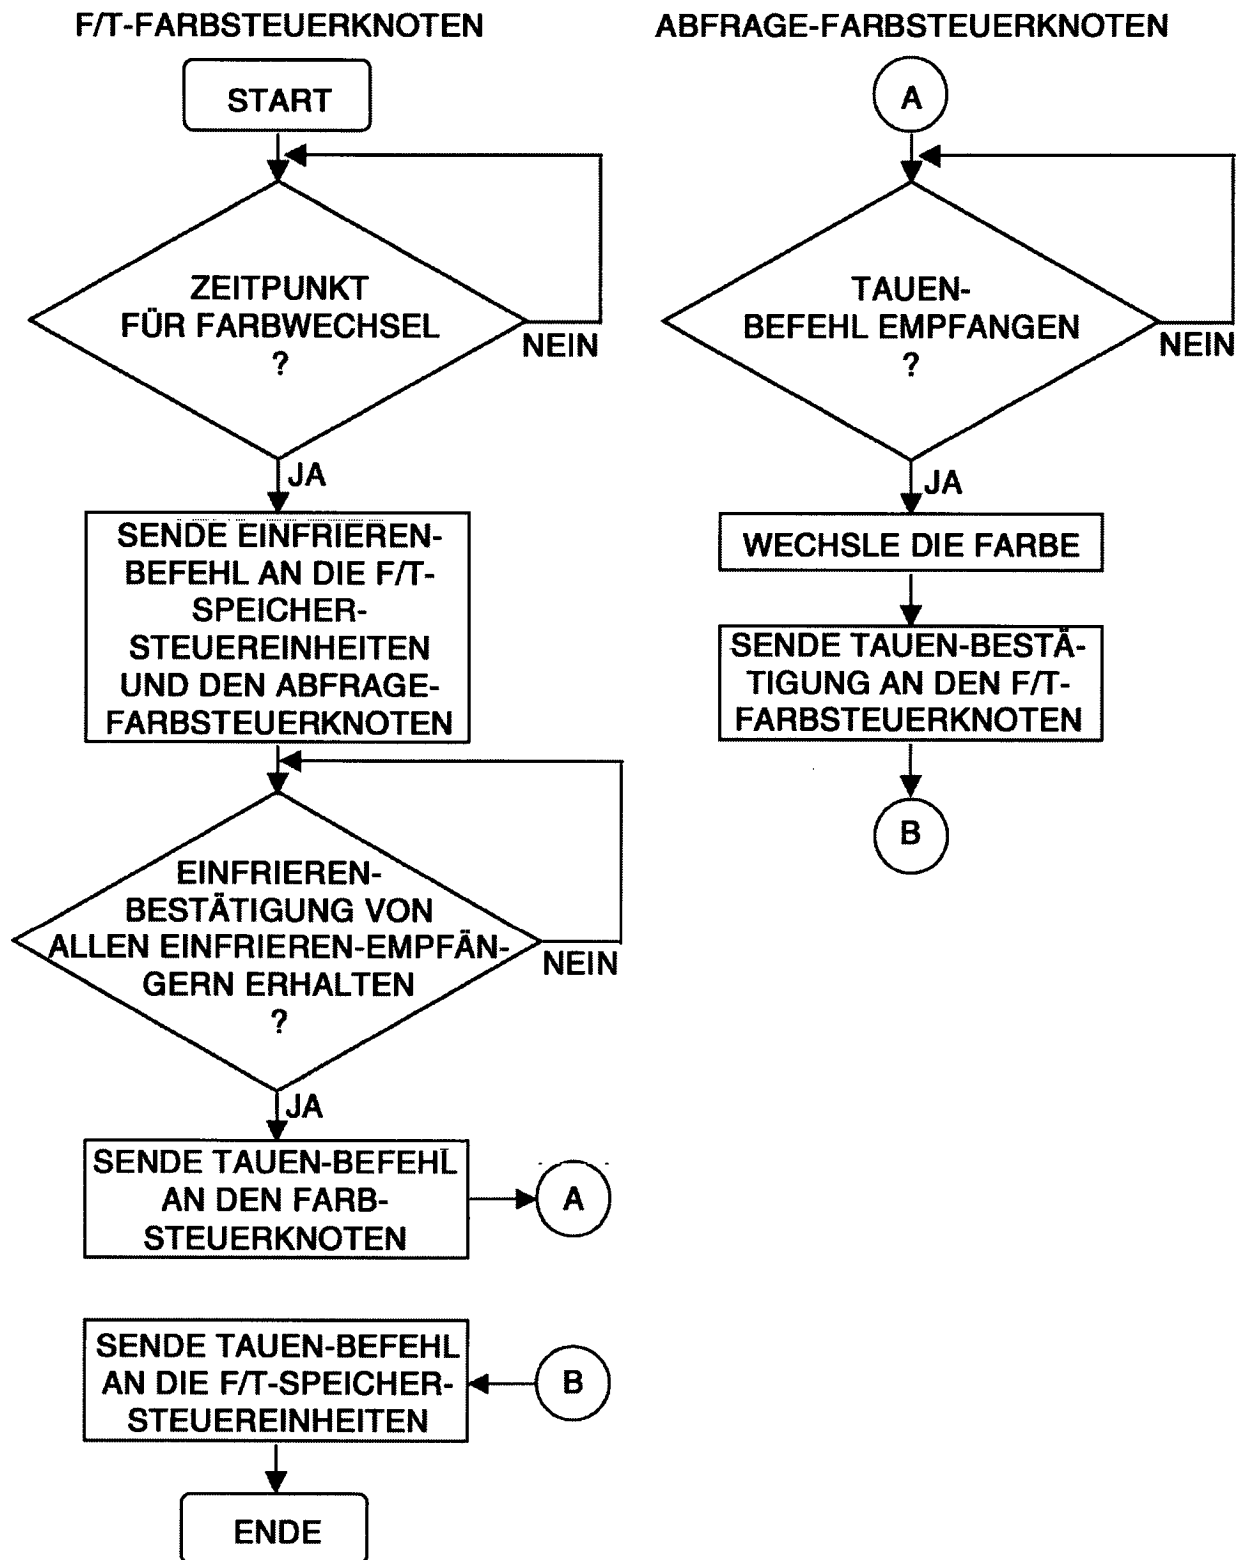 F/T-FARBSTEUERKNOTEN
START
ZEITPUNKT
FÜR FARBWECHSEL
?
NEIN
JA
SENDE EINFRIEREN-
BEFEHL AN DIE F/T-
SPEICHER-
STEUEREINHEITEN
UND DEN ABFRAGE-
FARBSTEUERKNOTEN
EINFRIEREN-
BESTÄTIGUNG VON
ALLEN EINFRIEREN-EMPFÄN-
GERN ERHALTEN
?
NEIN
JA
SENDE TAUEN-BEFEHL
AN DEN FARB-
STEUERKNOTEN
A
SENDE TAUEN-BEFEHL
AN DIE F/T-SPEICHER-
STEUEREINHEITEN
B
ENDE
ABFRAGE-FARBSTEUERKNOTEN
A
TAUEN-
BEFEHL EMPFANGEN
?
NEIN
JA
WECHSLE DIE FARBE
SENDE TAUEN-BESTÄ-
TIGUNG AN DEN F/T-
FARBSTEUERKNOTEN
B